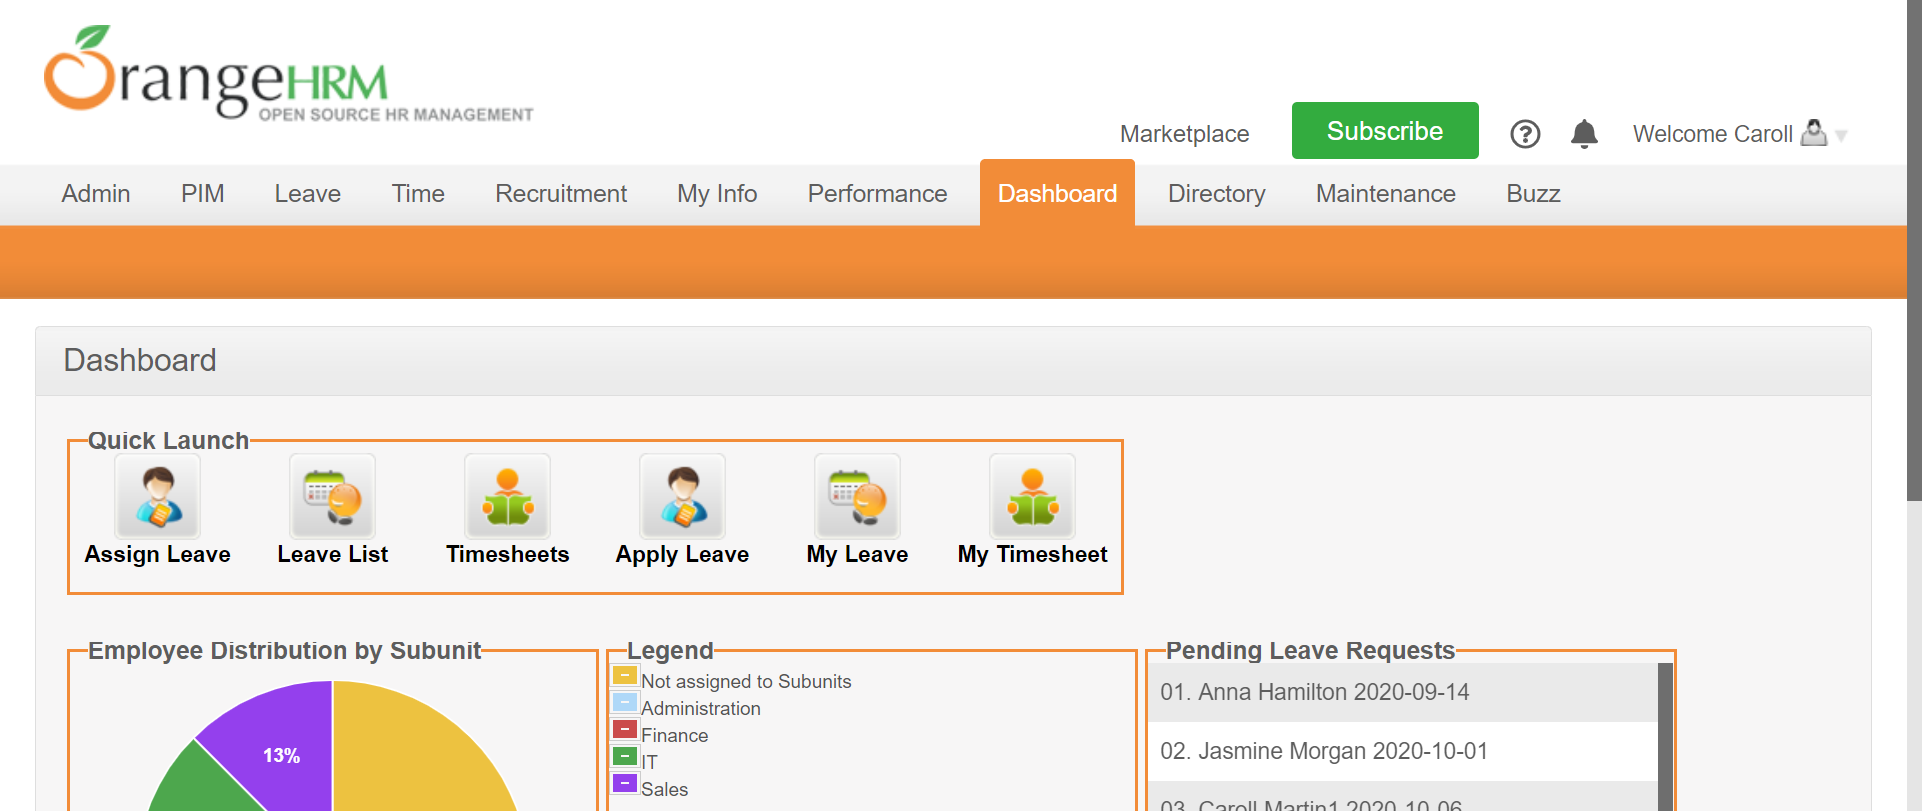 OrangeHRM
OPEN SOURCE HR MANAGEMENT
Marketplace
Subscribe
?
Welcome Caroll
Admin
PIM
Leave
Time
Recruitment
My Info
Performance
Dashboard
Directory
Maintenance
Buzz
Dashboard
Quick Launch
Assign Leave
Leave List
Timesheets
Apply Leave
My Leave
My Timesheet
Employee Distribution by Subunit
13%
Legend
Not assigned to Subunits
Administration
Finance
IT
Sales
Pending Leave Requests
01. Anna Hamilton 2020-09-14
02. Jasmine Morgan 2020-10-01
03. Caroll Martin1 2020-10-06